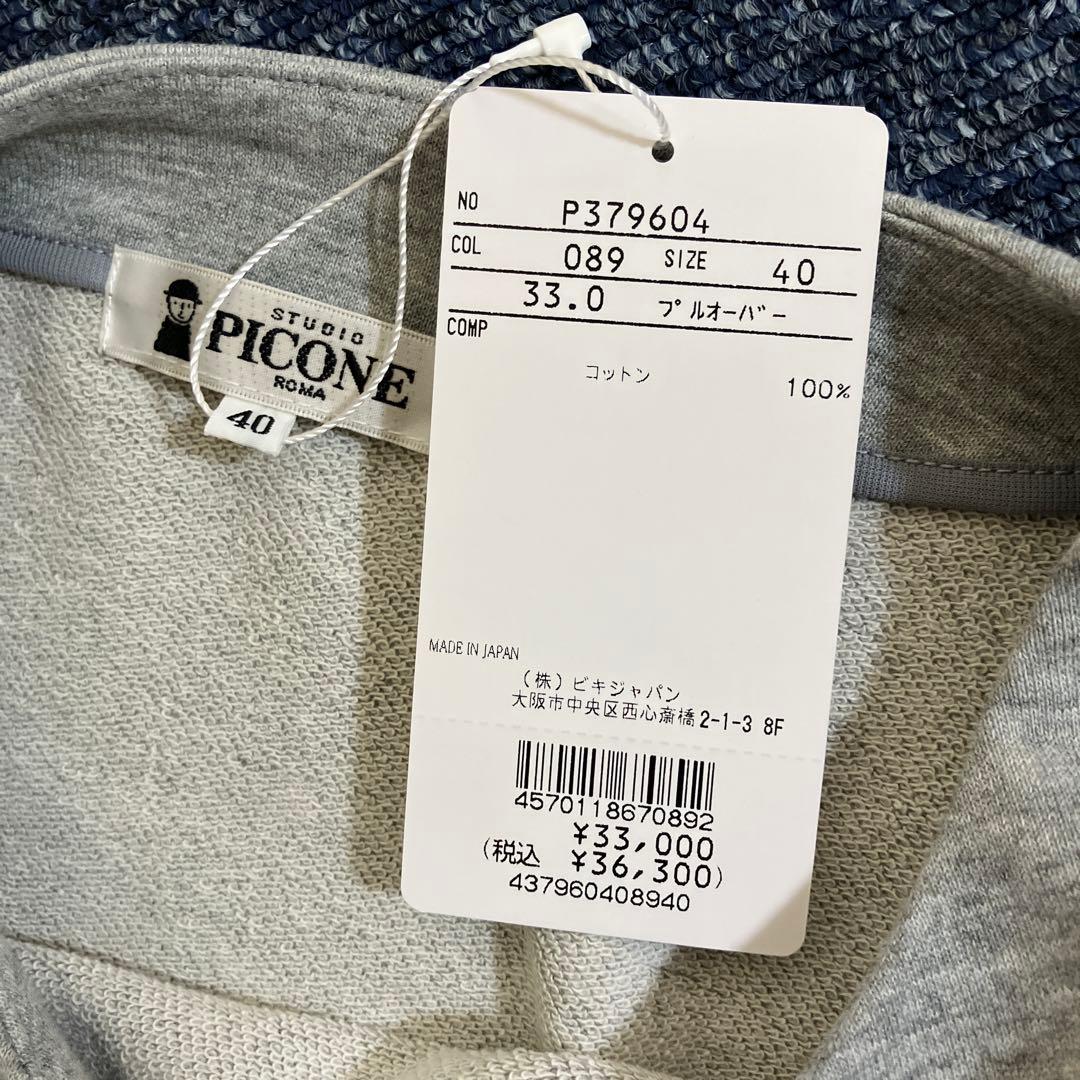 STUDIO
PICONE
ROMA
40
NO P379604
COL 089 SIZE 40
33.0 プルオーバー
COMP
コットン 100%
MADE IN JAPAN
(株)ビキジャパン
大阪市中央区西心斎橋2-1-3 8F
4570118670892
¥33,000
(税込 ¥36,300)
437960408940